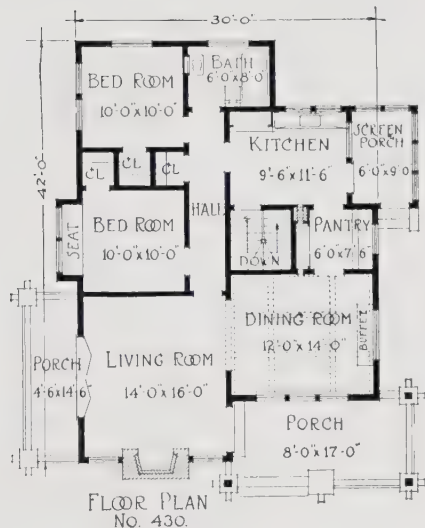 30'-0"
42'-0"
BED ROOM
10'-0"x10'-0"
BATH
6'-0"x8'-0"
KITCHEN
9'-6"x11'-6"
SCREEN
PORCH
6'-0"x9'-0"
CL
CL
CL
HALL
BED ROOM
10'-0"x10'-0"
SEAT
DOWN
PANTRY
6'-0"x7'-6"
DINING ROOM
12'-0"x14'-0"
BUFFET
PORCH
4'-6"x14'-6"
LIVING ROOM
14'-0"x16'-0"
PORCH
8'-0"x17'-0"
FLOOR PLAN
No. 430.